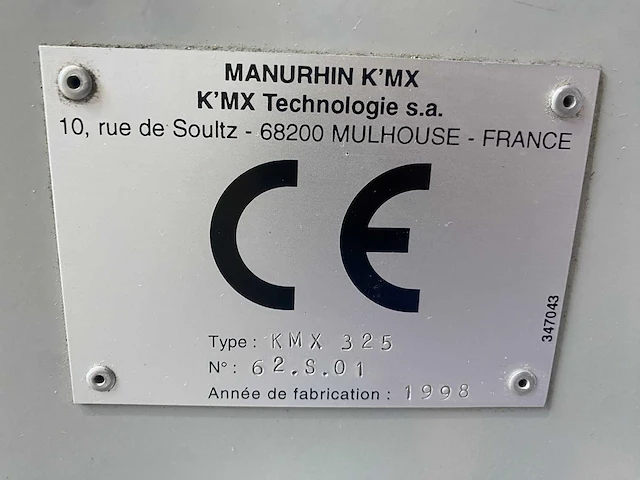 MANURHIN K'MX
K'MX Technologie s.a.
10, rue de Soultz - 68200 MULHOUSE - FRANCE
CE
Type : KMX 325
N° : 62.S.01
Année de fabrication : 1998
347043